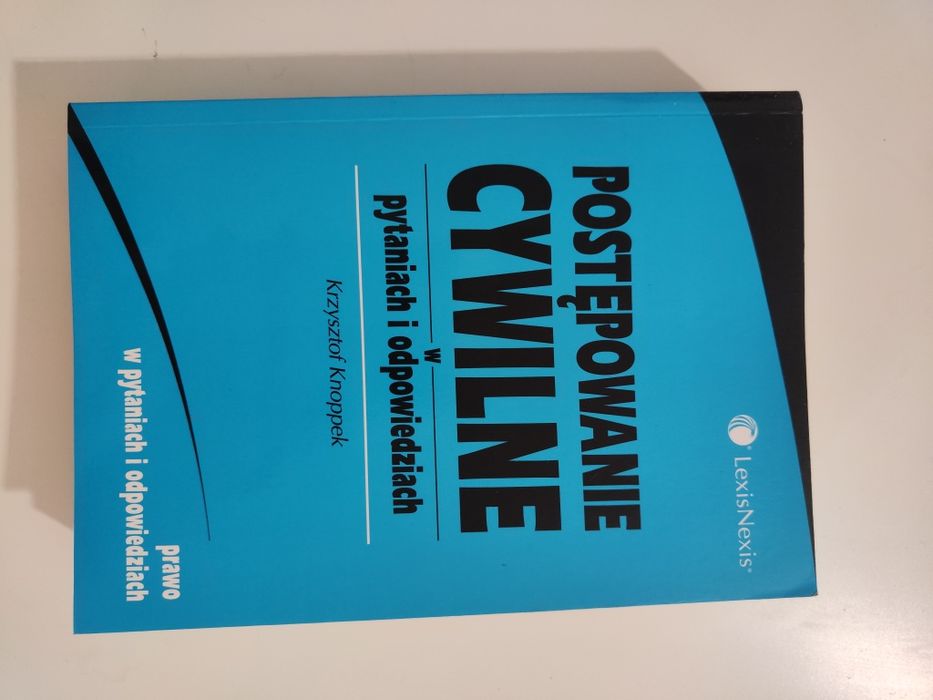 LexisNexis®
POSTĘPOWANIE
CYWILNE
w
pytaniach i odpowiedziach
Krzysztof Knoppek
prawo
w pytaniach i odpowiedziach